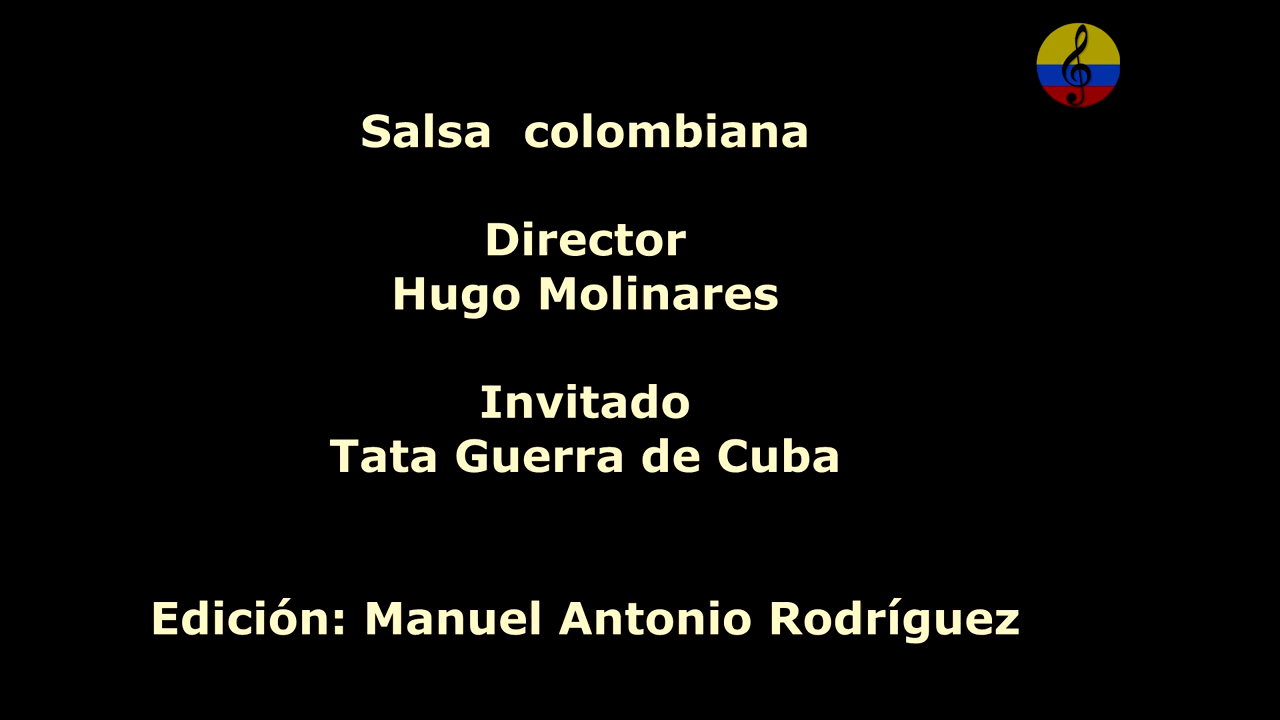 Salsa  colombiana
Director
Hugo Molinares
Invitado
Tata Guerra de Cuba
Edición: Manuel Antonio Rodríguez